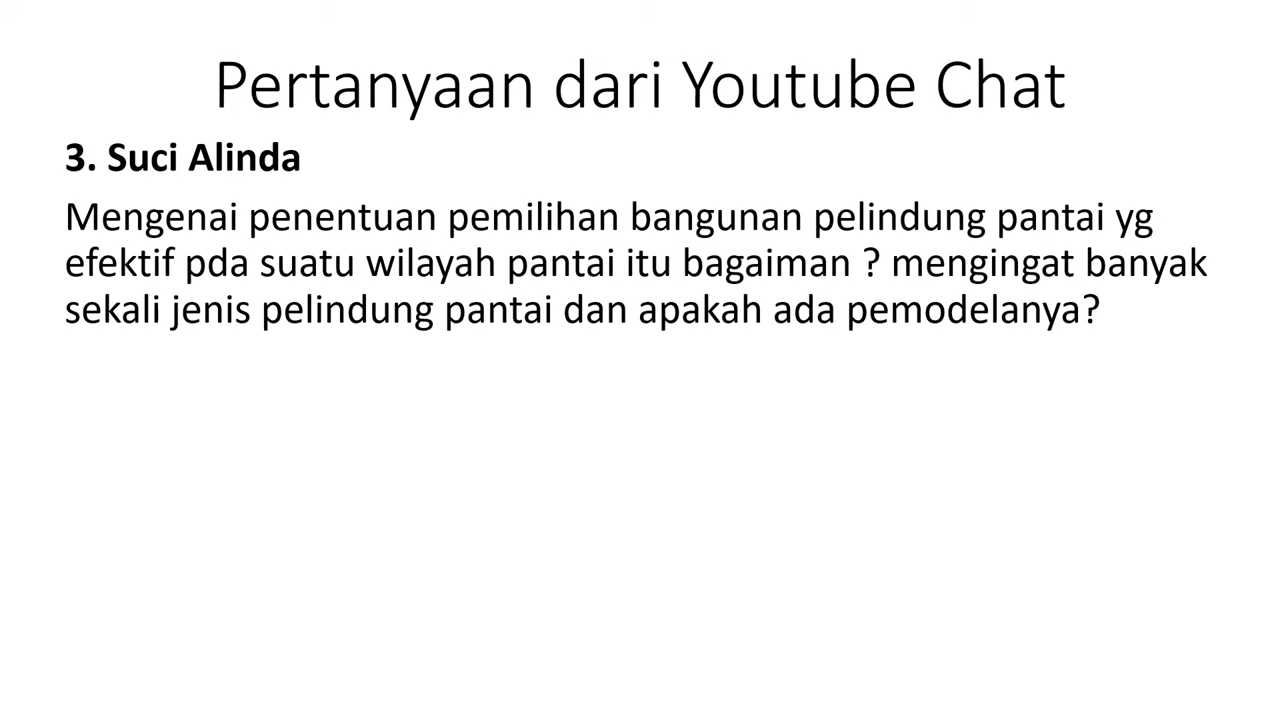 Pertanyaan dari Youtube Chat
3. Suci Alinda
Mengenai penentuan pemilihan bangunan pelindung pantai yg
efektif pda suatu wilayah pantai itu bagaiman ? mengingat banyak
sekali jenis pelindung pantai dan apakah ada pemodelanya?